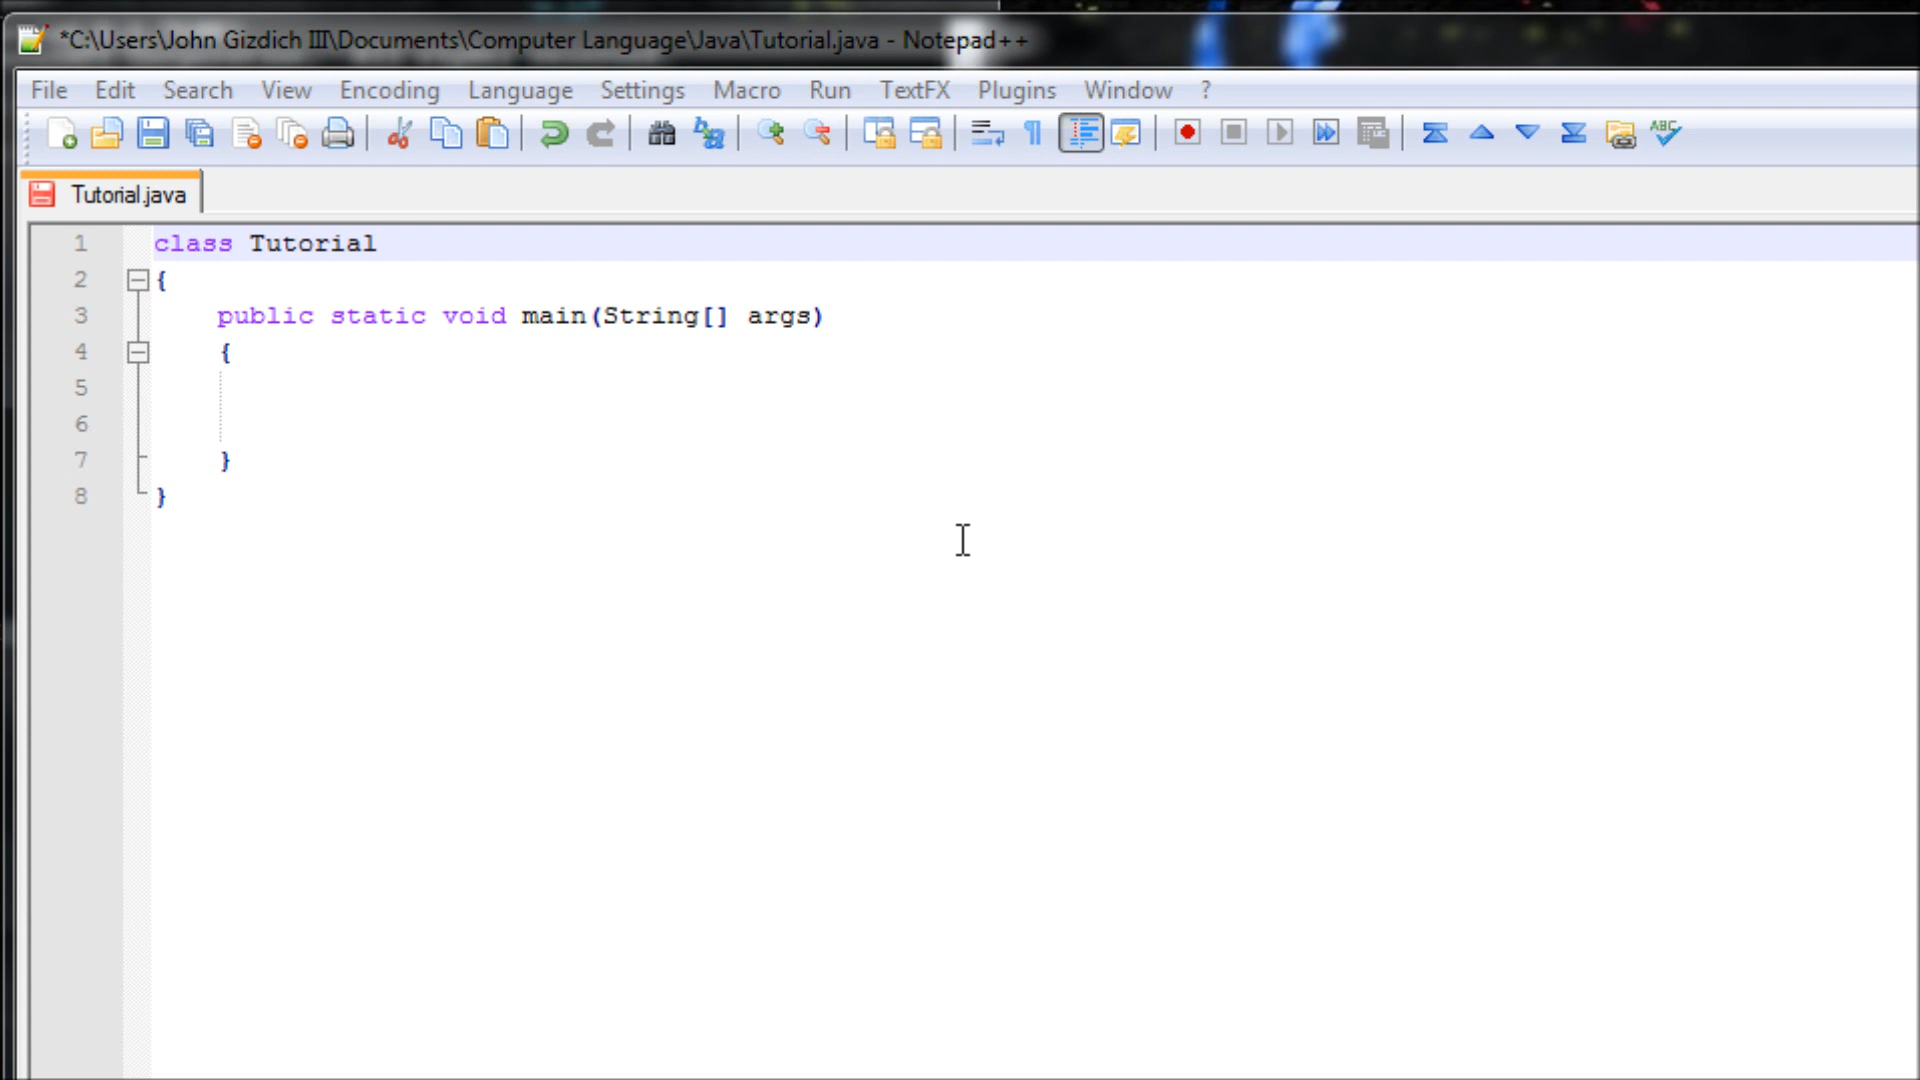 *C:\Users\John Gizdich III\Documents\Computer Language\Java\Tutorial.java - Notepad++
File Edit Search View Encoding Language Settings Macro Run TextFX Plugins Window ?
ABC
Tutorial.java
1 class Tutorial
2 {
3 public static void main(String[] args)
4 {
5
6
7 }
8 }